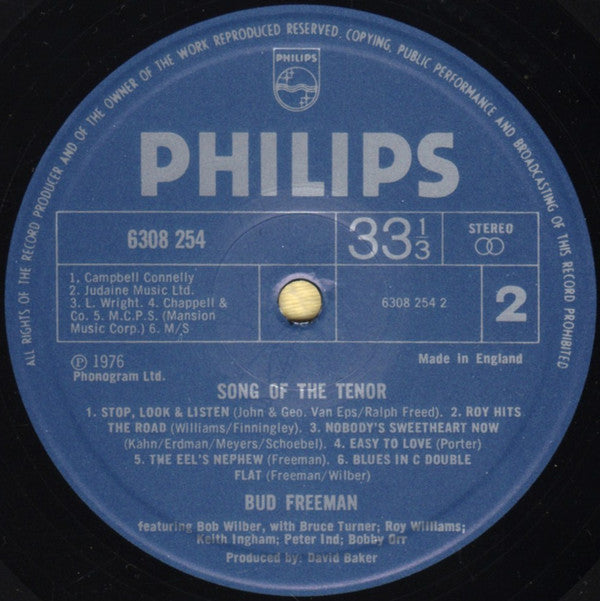 ALL RIGHTS OF THE RECORD PRODUCER AND OF THE OWNER OF THE WORK REPRODUCED RESERVED. COPYING, PUBLIC PERFORMANCE AND BROADCASTING OF THIS RECORD PROHIBITED
PHILIPS
PHILIPS
6308 254
33 1/3
STEREO
1, Campbell Connelly
2. Judaine Music Ltd.
3. L. Wright. 4. Chappell &
Co. 5. M.C.P.S. (Mansion
Music Corp.) 6. M/S
6308 254 2
2
Ⓟ 1976
Phonogram Ltd.
Made in England
SONG OF THE TENOR
1. STOP, LOOK & LISTEN (John & Geo. Van Eps/Ralph Freed). 2. ROY HITS
THE ROAD (Williams/Finningley). 3. NOBODY'S SWEETHEART NOW
(Kahn/Erdman/Meyers/Schoebel). 4. EASY TO LOVE (Porter)
5. THE EEL'S NEPHEW (Freeman). 6. BLUES IN C DOUBLE
FLAT (Freeman/Wilber)
BUD FREEMAN
featuring Bob Wilber, with Bruce Turner; Roy Williams;
Keith Ingham; Peter Ind; Bobby Orr
Produced by: David Baker